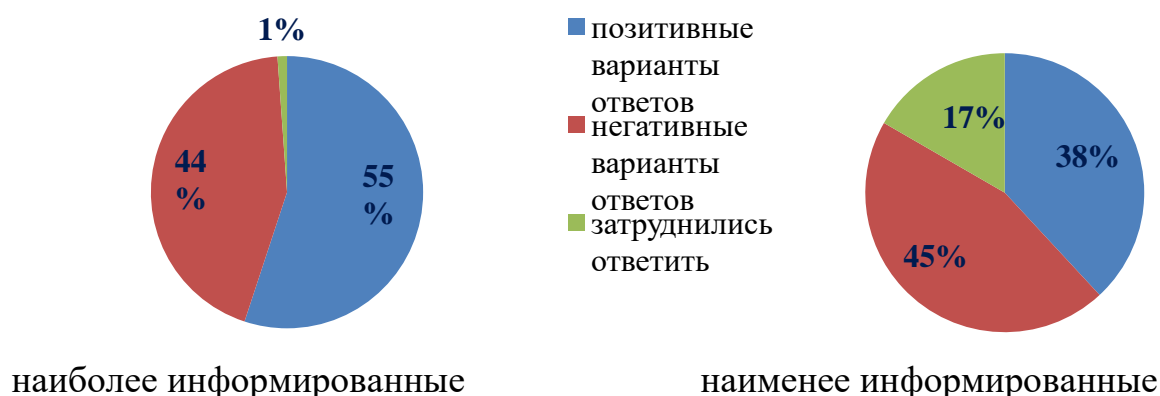 1%
44
%
55
%
позитивные
варианты
ответов
негативные
варианты
ответов
затруднились
ответить
17%
38%
45%
наиболее информированные
наименее информированные